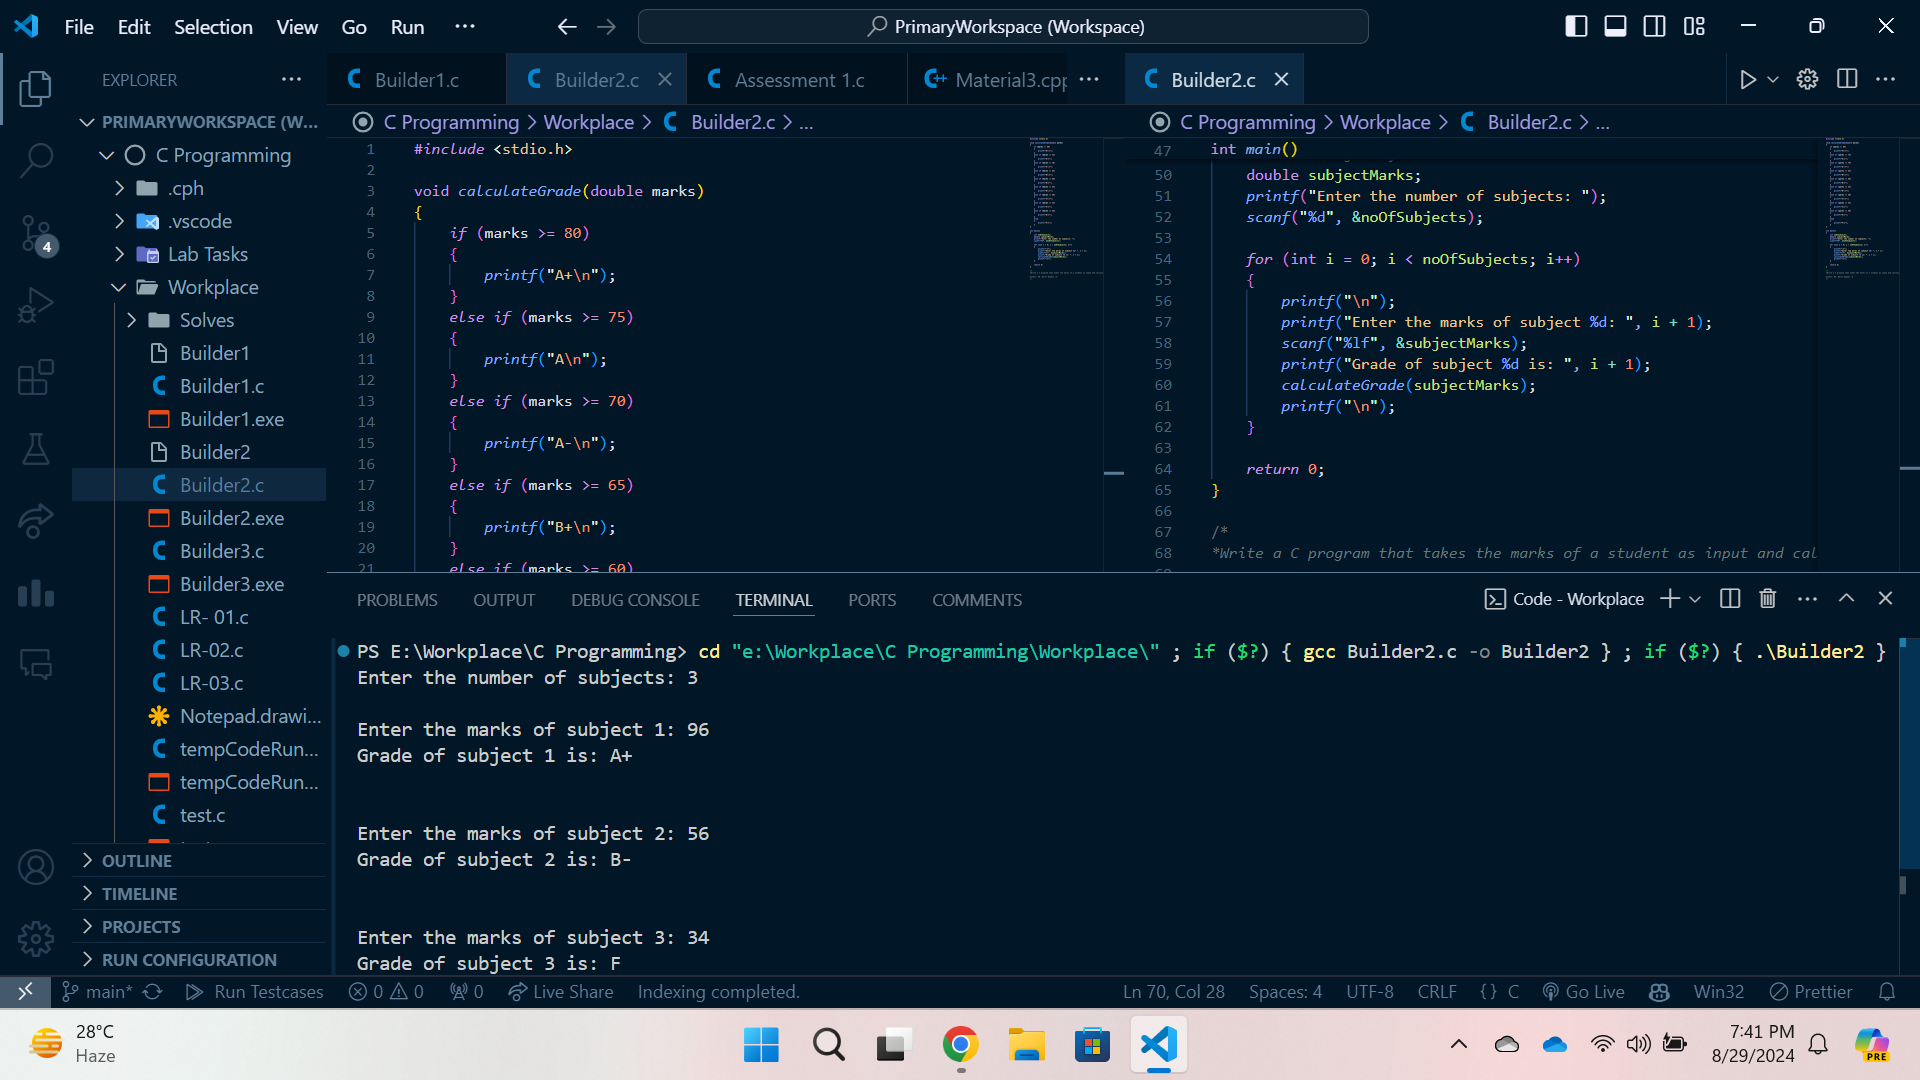 File Edit Selection View Go Run ··· PrimaryWorkspace (Workspace)
EXPLORER ···
Builder1.c Builder2.c Assessment 1.c Material3.cpp ··· Builder2.c
C Programming > Workplace > Builder2.c > ...
C Programming > Workplace > Builder2.c > ...
PRIMARYWORKSPACE (W...
C Programming
.cph
.vscode
Lab Tasks
Workplace
Solves
Builder1
Builder1.c
Builder1.exe
Builder2
Builder2.c
Builder2.exe
Builder3.c
Builder3.exe
LR- 01.c
LR-02.c
LR-03.c
Notepad.drawi...
tempCodeRun...
tempCodeRun...
test.c
OUTLINE
TIMELINE
PROJECTS
RUN CONFIGURATION
4
1 #include <stdio.h>
2
3 void calculateGrade(double marks)
4 {
5 if (marks >= 80)
6 {
7 printf("A+\n");
8 }
9 else if (marks >= 75)
10 {
11 printf("A\n");
12 }
13 else if (marks >= 70)
14 {
15 printf("A-\n");
16 }
17 else if (marks >= 65)
18 {
19 printf("B+\n");
20 }
21 else if (marks >= 60)
47 int main()
50 double subjectMarks;
51 printf("Enter the number of subjects: ");
52 scanf("%d", &noOfSubjects);
53
54 for (int i = 0; i < noOfSubjects; i++)
55 {
56 printf("\n");
57 printf("Enter the marks of subject %d: ", i + 1);
58 scanf("%lf", &subjectMarks);
59 printf("Grade of subject %d is: ", i + 1);
60 calculateGrade(subjectMarks);
61 printf("\n");
62 }
63
64 return 0;
65 }
66
67 /*
68 *Write a C program that takes the marks of a student as input and cal
PROBLEMS OUTPUT DEBUG CONSOLE TERMINAL PORTS COMMENTS
Code - Workplace
PS E:\Workplace\C Programming> cd "e:\Workplace\C Programming\Workplace\" ; if ($?) { gcc Builder2.c -o Builder2 } ; if ($?) { .\Builder2 }
Enter the number of subjects: 3
Enter the marks of subject 1: 96
Grade of subject 1 is: A+
Enter the marks of subject 2: 56
Grade of subject 2 is: B-
Enter the marks of subject 3: 34
Grade of subject 3 is: F
main* Run Testcases 0 0 0 Live Share Indexing completed. Ln 70, Col 28 Spaces: 4 UTF-8 CRLF {} C Go Live Win32 Prettier
28°C
Haze
7:41 PM
8/29/2024
PRE